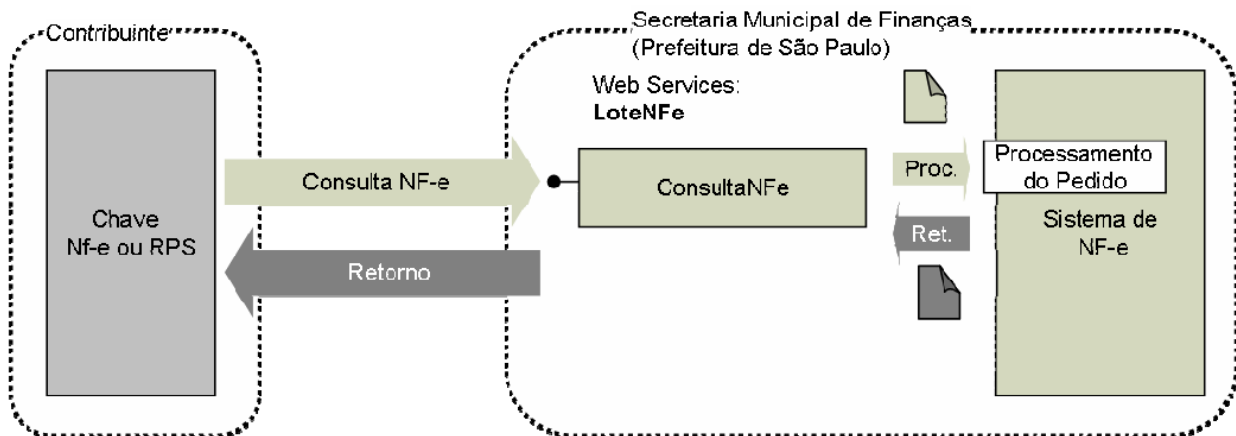 Contribuinte
Secretaria Municipal de Finanças
(Prefeitura de São Paulo)
Web Services:
LoteNFe
Chave
Nf-e ou RPS
Consulta NF-e
Retorno
ConsultaNFe
Proc.
Ret.
Processamento
do Pedido
Sistema de
NF-e